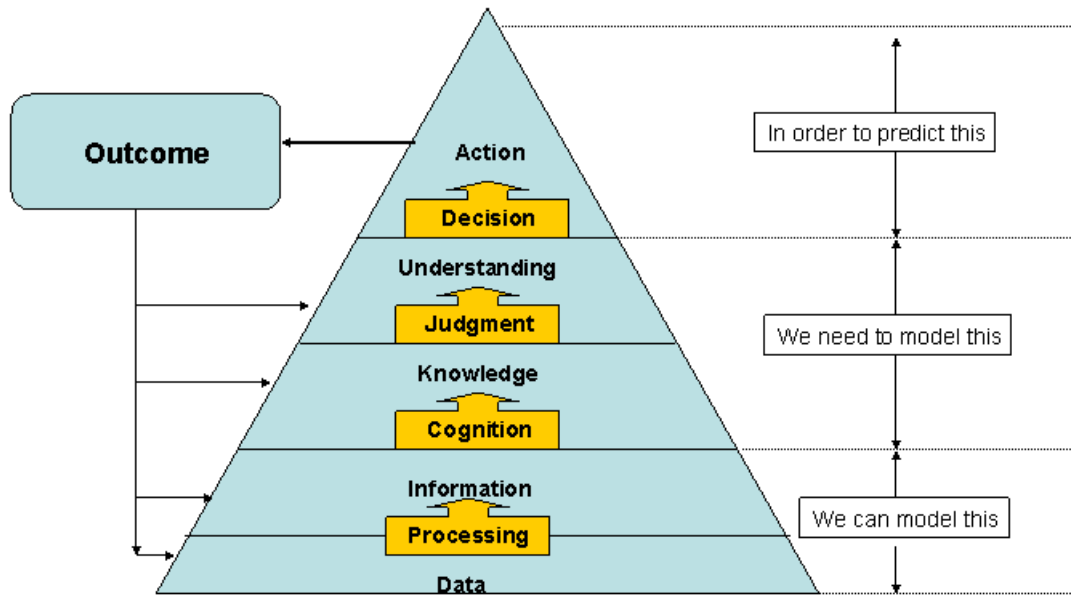 Outcome
Action
Decision
Understanding
Judgment
Knowledge
Cognition
Information
Processing
Data
In order to predict this
We need to model this
We can model this